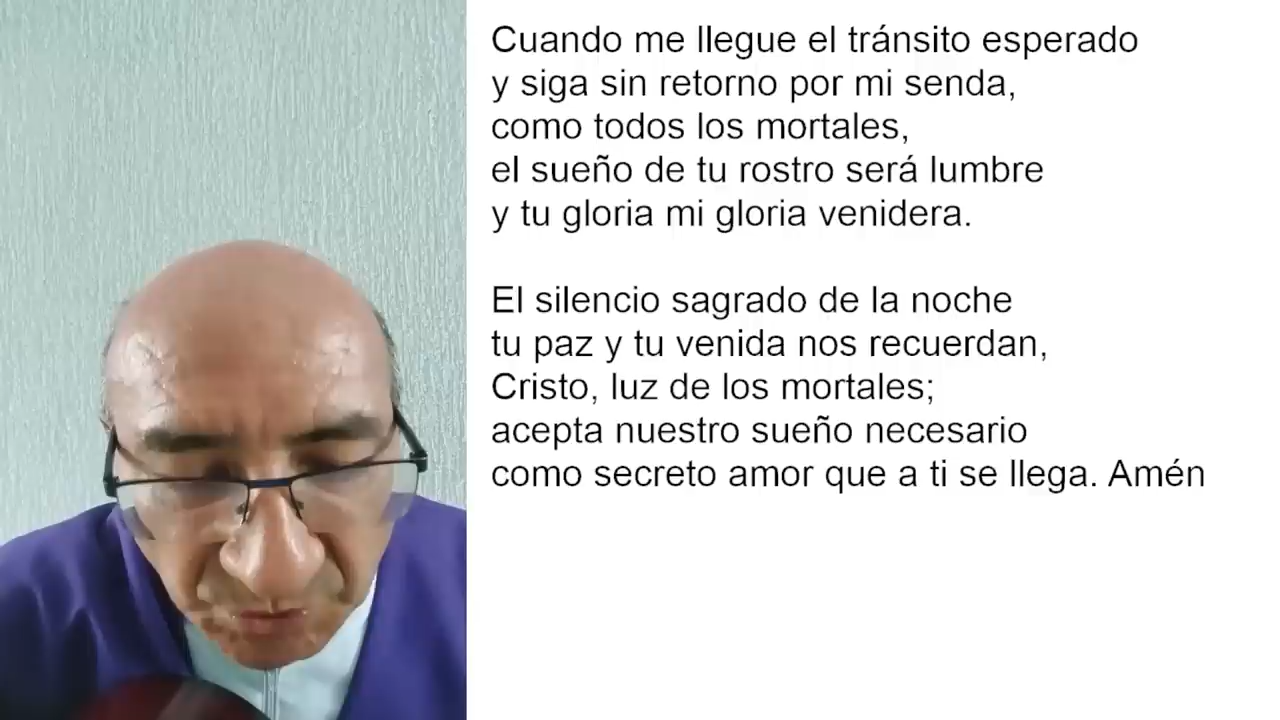 Cuando me llegue el tránsito esperado
y siga sin retorno por mi senda,
como todos los mortales,
el sueño de tu rostro será lumbre
y tu gloria mi gloria venidera.
El silencio sagrado de la noche
tu paz y tu venida nos recuerdan,
Cristo, luz de los mortales;
acepta nuestro sueño necesario
como secreto amor que a ti se llega. Amén